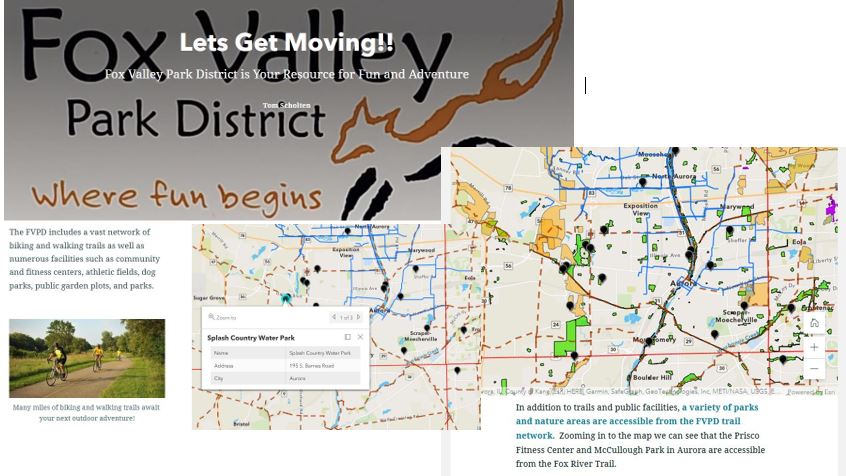 Fox Valley
Park District
Where fun begins
Lets Get Moving!!
Fox Valley Park District is Your Resource for Fun and Adventure
Tom Scholten
The FVPD includes a vast network of
biking and walking trails as well as
numerous facilities such as community
and fitness centers, athletic fields, dog
parks, public garden plots, and parks.
Many miles of biking and walking trails await
your next outdoor adventure!
North Aurora
Exposition
View
Marywood
Sugar Grove
Aurora
Scraper-
Moecherville
Zoom to
1 of 3
Splash Country Water Park
Name Splash Country Water Park
Address 195 S. Barnes Road
City Aurora
Bristol
Mooseheart
North Aurora
78
Exposition
View
Marywood
56
Eola
Aurora
Scraper-
Moecherville
Montgomery
Boulder Hill
County of Kane, IL, HERE, Garmin, SafeGraph, GeoTechnologies, Inc, METI/NASA, USGS, E...
Powered by Esri
In addition to trails and public facilities, a variety of parks
and nature areas are accessible from the FVPD trail
network. Zooming in to the map we can see that the Prisco
Fitness Center and McCullough Park in Aurora are accessible
from the Fox River Trail.